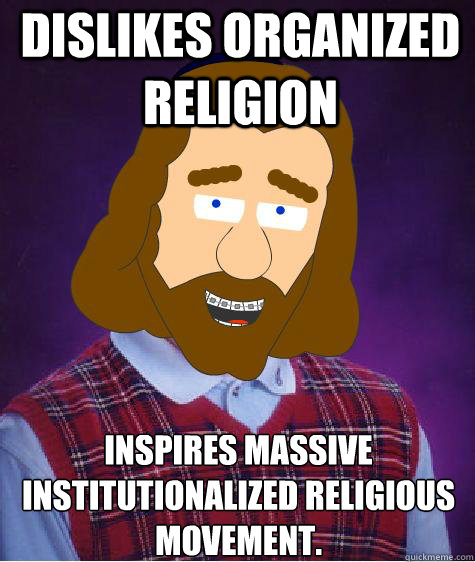 DISLIKES ORGANIZED
RELIGION
INSPIRES MASSIVE
INSTITUTIONALIZED RELIGIOUS
MOVEMENT.
quickmeme.com